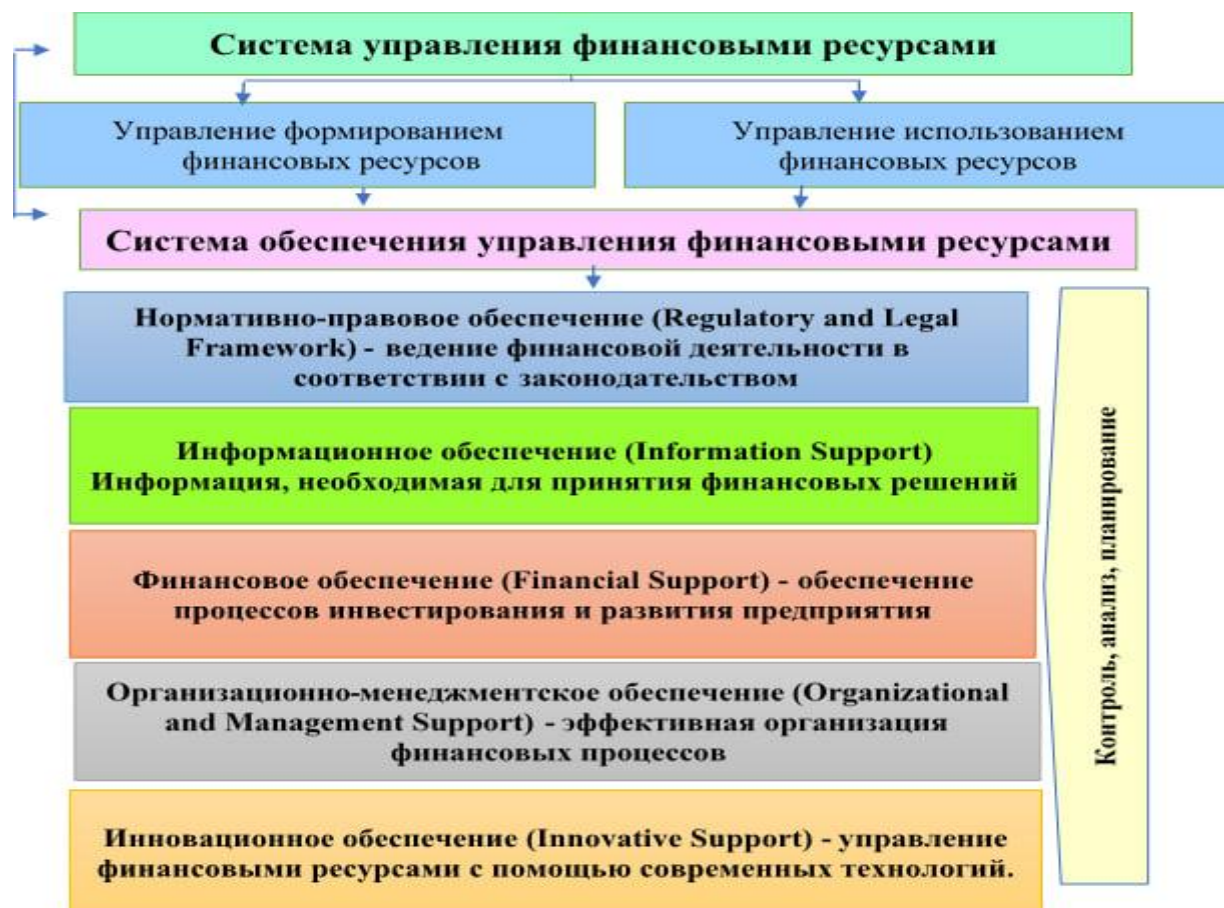 Система управления финансовыми ресурсами
Управление формированием
финансовых ресурсов
Управление использованием
финансовых ресурсов
Система обеспечения управления финансовыми ресурсами
Нормативно-правовое обеспечение (Regulatory and Legal
Framework) - ведение финансовой деятельности в
соответствии с законодательством
Информационное обеспечение (Information Support)
Информация, необходимая для принятия финансовых решений
Финансовое обеспечение (Financial Support) - обеспечение
процессов инвестирования и развития предприятия
Организационно-менеджментское обеспечение (Organizational
and Management Support) - эффективная организация
финансовых процессов
Инновационное обеспечение (Innovative Support) - управление
финансовыми ресурсами с помощью современных технологий.
Контроль, анализ, планирование